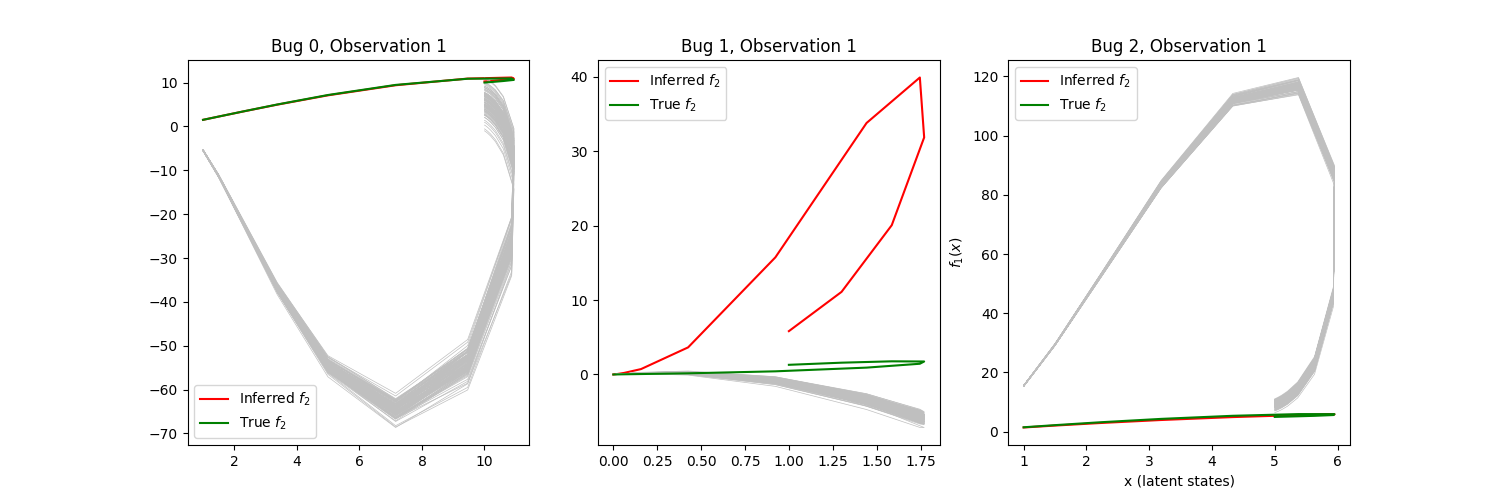 Bug 0, Observation 1
10
0
−10
−20
−30
−40
−50
−60
−70
2 4 6 8 10
Inferred f₂
True f₂
Bug 1, Observation 1
40
30
20
10
0
0.00 0.25 0.50 0.75 1.00 1.25 1.50 1.75
Inferred f₂
True f₂
Bug 2, Observation 1
f₁(x)
120
100
80
60
40
20
0
1 2 3 4 5 6
x (latent states)
Inferred f₂
True f₂